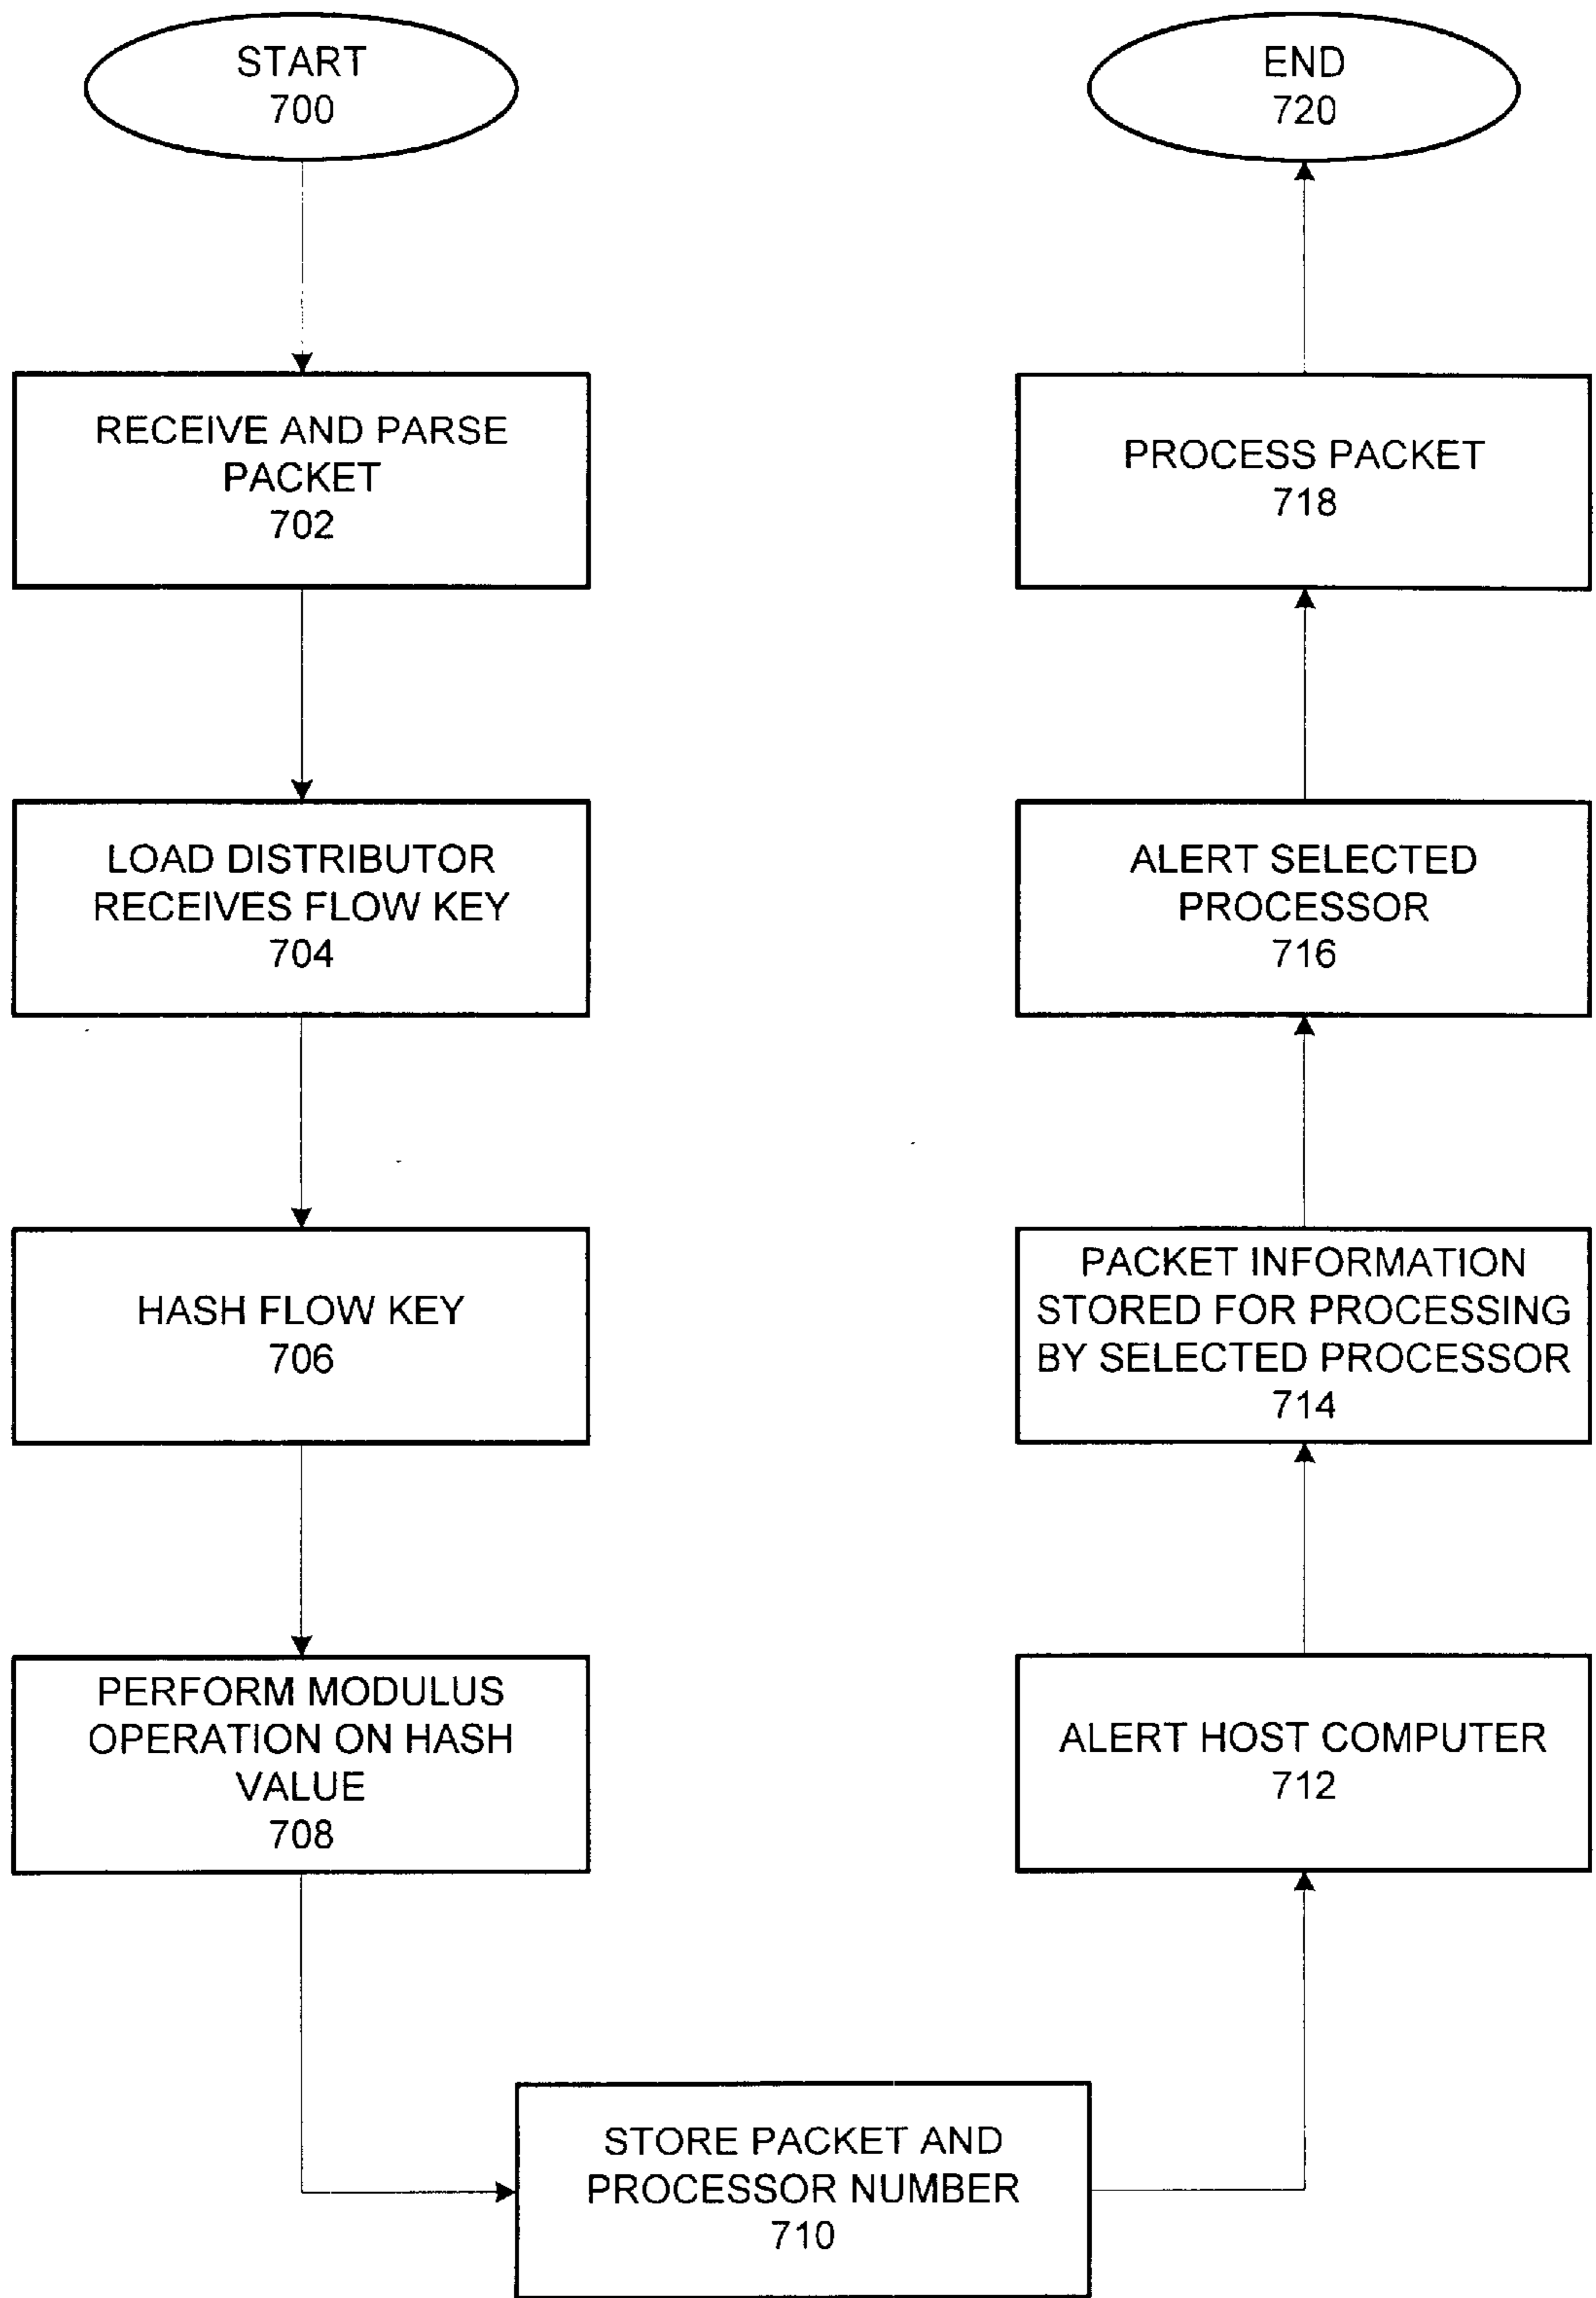 START
700
RECEIVE AND PARSE
PACKET
702
LOAD DISTRIBUTOR
RECEIVES FLOW KEY
704
HASH FLOW KEY
706
PERFORM MODULUS
OPERATION ON HASH
VALUE
708
STORE PACKET AND
PROCESSOR NUMBER
710
ALERT HOST COMPUTER
712
PACKET INFORMATION
STORED FOR PROCESSING
BY SELECTED PROCESSOR
714
ALERT SELECTED
PROCESSOR
716
PROCESS PACKET
718
END
720